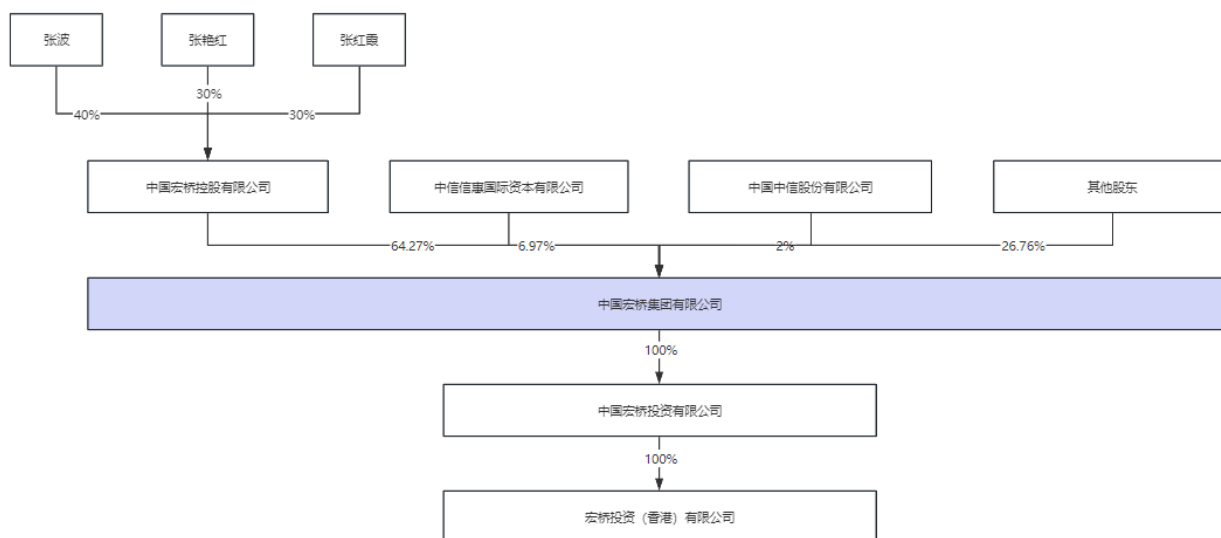 张波
张艳红
张红霞
40%
30%
30%
中国宏桥控股有限公司
中信信惠国际资本有限公司
中国中信股份有限公司
其他股东
64.27%
6.97%
2%
26.76%
中国宏桥集团有限公司
100%
中国宏桥投资有限公司
100%
宏桥投资（香港）有限公司